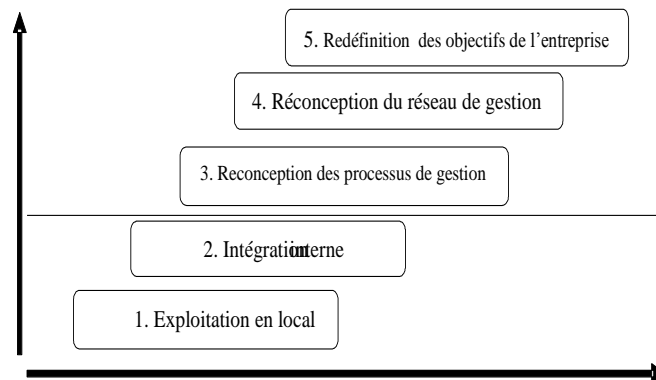 5. Redéfinition des objectifs de l'entreprise
4. Réconception du réseau de gestion
3. Reconception des processus de gestion
2. Intégration interne
1. Exploitation en local